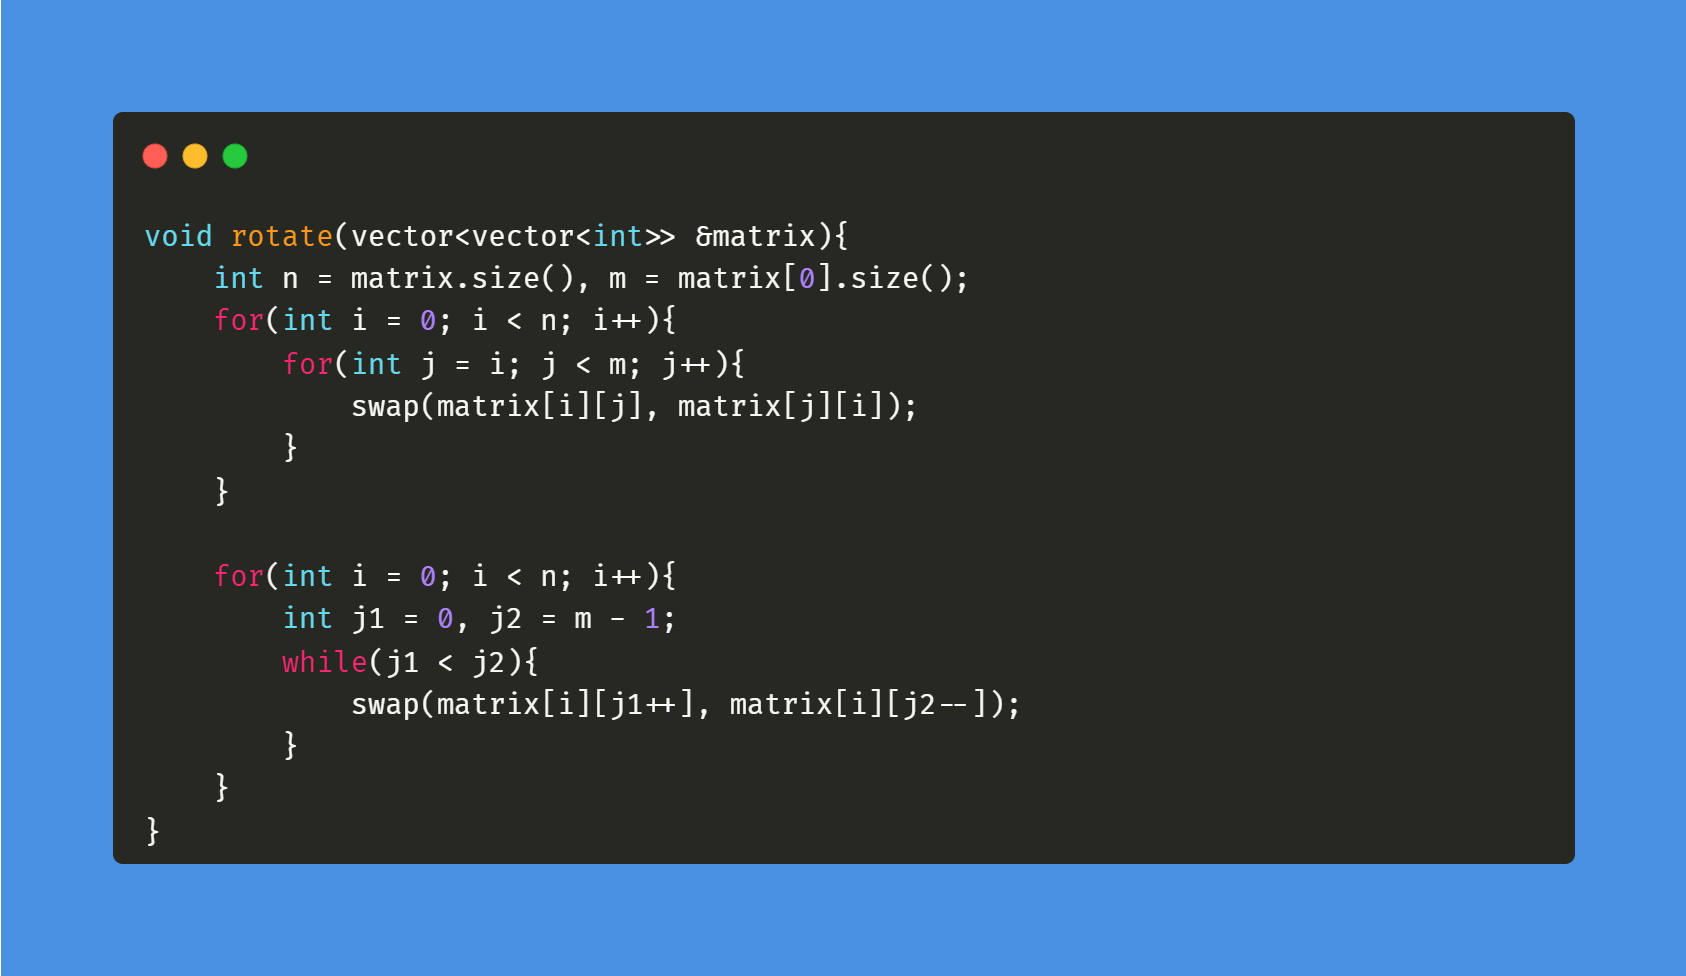 void rotate(vector<vector<int>> &matrix){
    int n = matrix.size(), m = matrix[0].size();
    for(int i = 0; i < n; i++){
        for(int j = i; j < m; j++){
            swap(matrix[i][j], matrix[j][i]);
        }
    }

    for(int i = 0; i < n; i++){
        int j1 = 0, j2 = m - 1;
        while(j1 < j2){
            swap(matrix[i][j1++], matrix[i][j2--]);
        }
    }
}